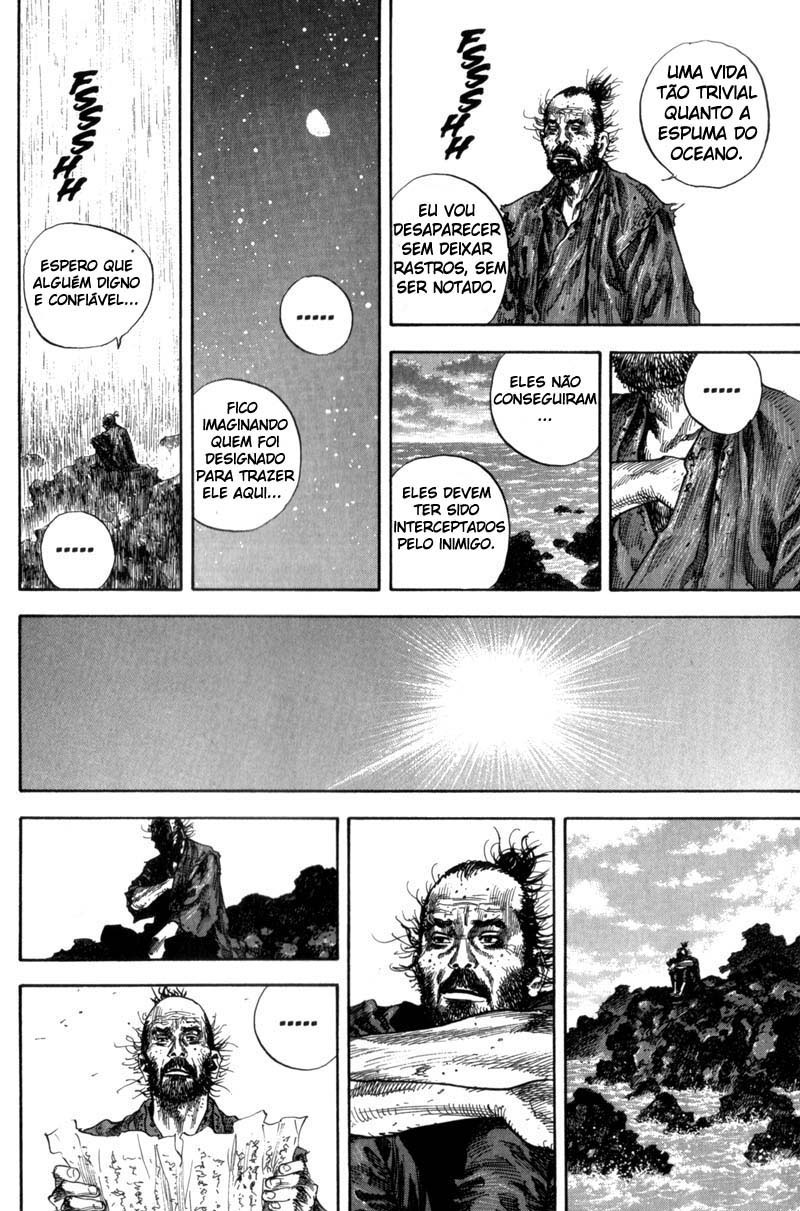 UMA VIDA
TÃO TRIVIAL
QUANTO A
ESPUMA DO
OCEANO.
EU VOU
DESAPARECER
SEM DEIXAR
RASTROS, SEM
SER NOTADO.
.....
ELES NÃO
CONSEGUIRAM
...
ELES DEVEM
TER SIDO
INTERCEPTADOS
PELO INIMIGO.
.....
FICO
IMAGINANDO
QUEM FOI
DESIGNADO
PARA TRAZER
ELE AQUI...
FSSSHH
FSSSHH
ESPERO QUE
ALGUÉM DIGNO
E CONFIÁVEL...
.....
.....